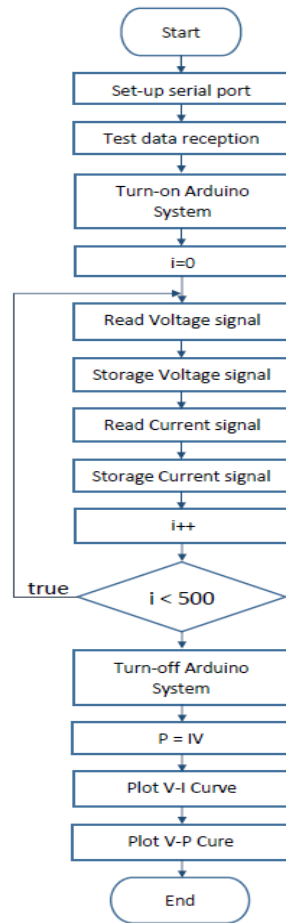 Start
Set-up serial port
Test data reception
Turn-on Arduino
System
i=0
Read Voltage signal
Storage Voltage signal
Read Current signal
Storage Current signal
i++
true
i < 500
Turn-off Arduino
System
P = IV
Plot V-I Curve
Plot V-P Cure
End